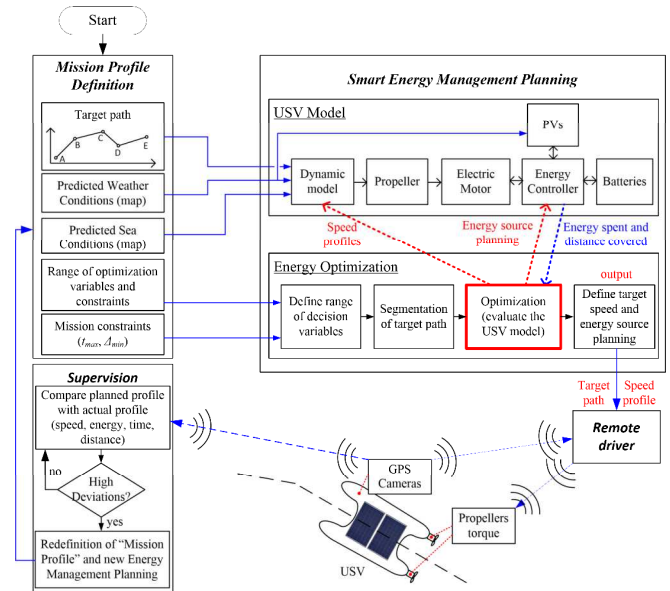 Start
Mission Profile
Definition
Target path
A
B
C
D
E
Predicted Weather
Conditions (map)
Predicted Sea
Conditions (map)
Range of optimization
variables and
constraints
Mission constraints
(tmax, Δmin)
Smart Energy Management Planning
USV Model
PVs
Dynamic
model
Propeller
Electric
Motor
Energy
Controller
Batteries
Speed
profiles
Energy source
planning
Energy spent and
distance covered
Energy Optimization
output
Define range
of decision
variables
Segmentation
of target path
Optimization
(evaluate the
USV model)
Define target
speed and
energy source
planning
Target
path
Speed
profile
Remote
driver
Supervision
Compare planned profile
with actual profile
(speed, energy, time,
distance)
no
High
Deviations?
yes
Redefinition of “Mission
Profile” and new Energy
Management Planning
GPS
Cameras
Propellers
torque
USV